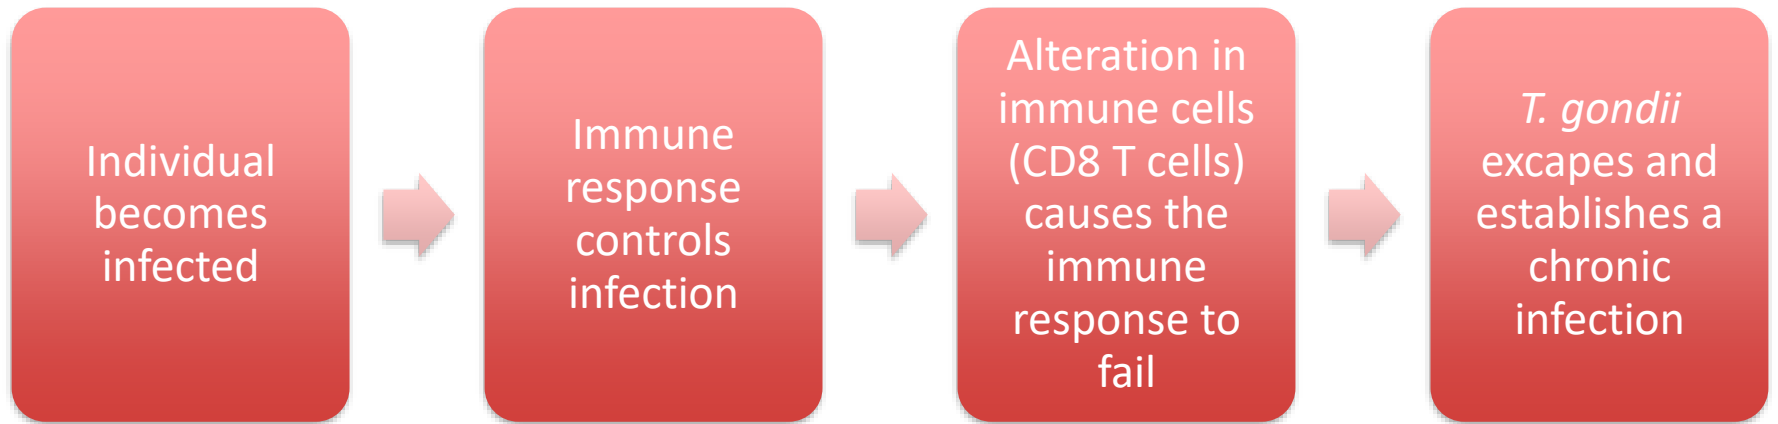 Individual
becomes
infected
Immune
response
controls
infection
Alteration in
immune cells
(CD8 T cells)
causes the
immune
response to
fail
T. gondii
excapes and
establishes a
chronic
infection